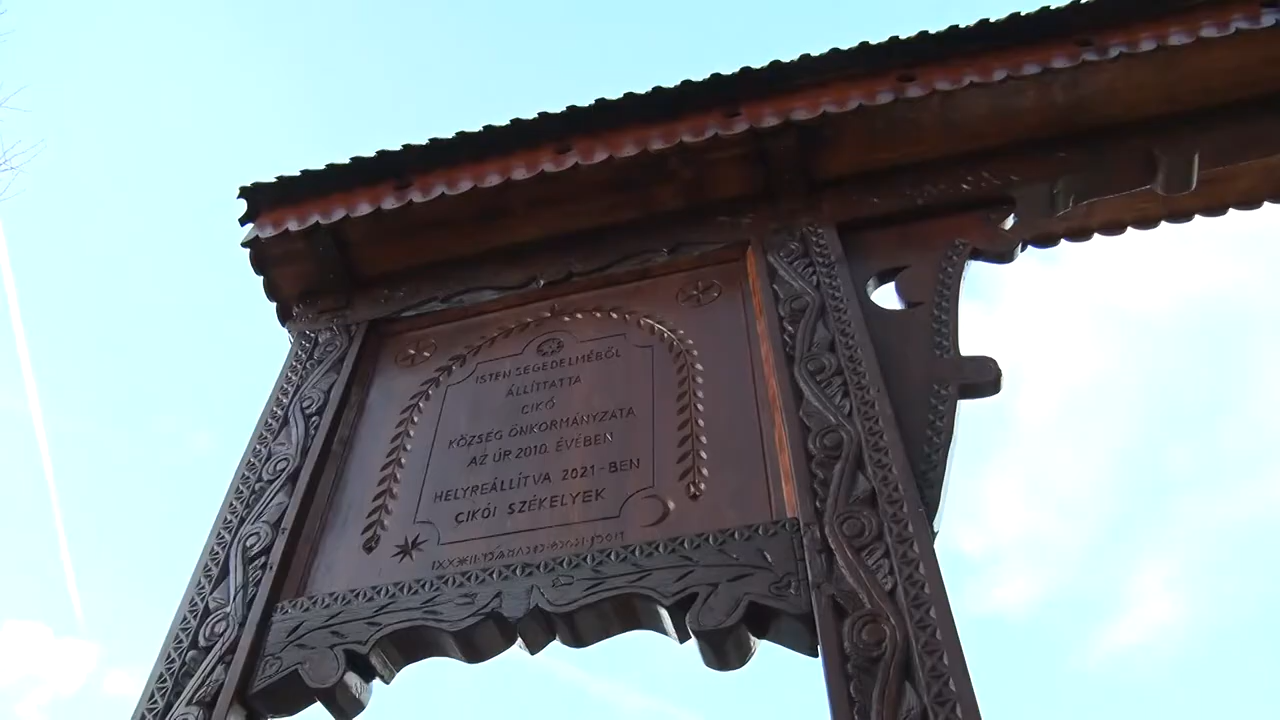 ISTEN SEGEDELMÉBŐL
ÁLLÍTTATTA
CIKÓ
KÖZSÉG ÖNKORMÁNYZATA
AZ ÚR 2010. ÉVÉBEN
HELYREÁLLÍTVA 2021-BEN
CIKÓI SZÉKELYEK